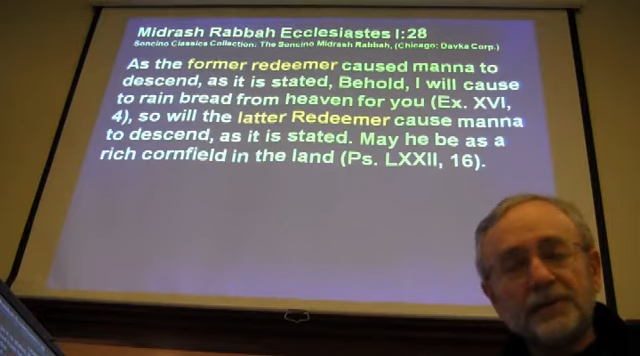 Midrash Rabbah Ecclesiastes I:28
Soncino Classics Collection: The Soncino Midrash Rabbah, (Chicago: Davka Corp.)
As the former redeemer caused manna to
descend, as it is stated, Behold, I will cause
to rain bread from heaven for you (Ex. XVI,
4), so will the latter Redeemer cause manna
to descend, as it is stated. May he be as a
rich cornfield in the land (Ps. LXXII, 16).